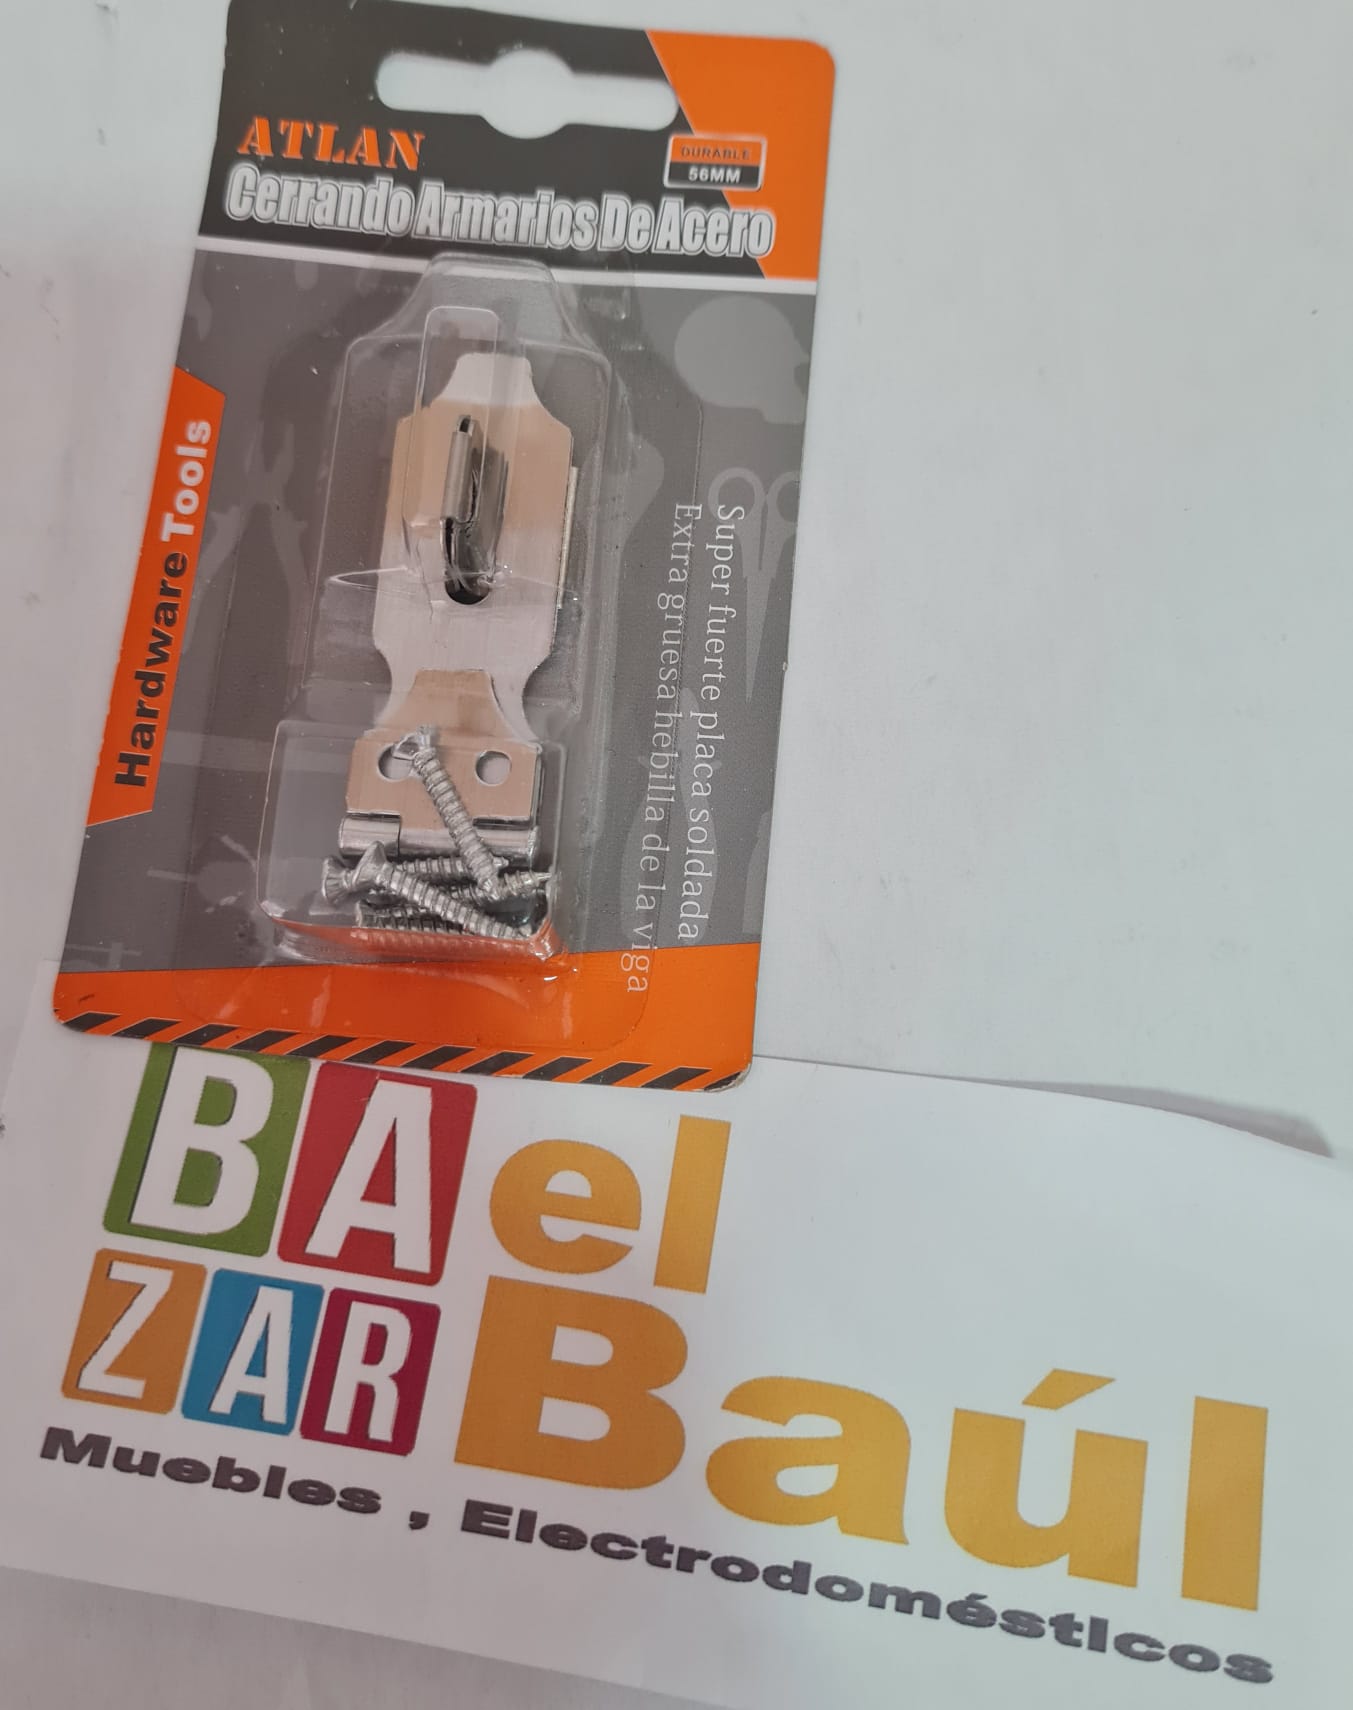 ATLAN
DURABLE
56MM
Cerrando Armarios De Acero
Hardware Tools
Super fuerte placa soldada
Extra gruesa hebilla de la viga
BA
ZAR
el
Baúl
Muebles , Electrodomésticos